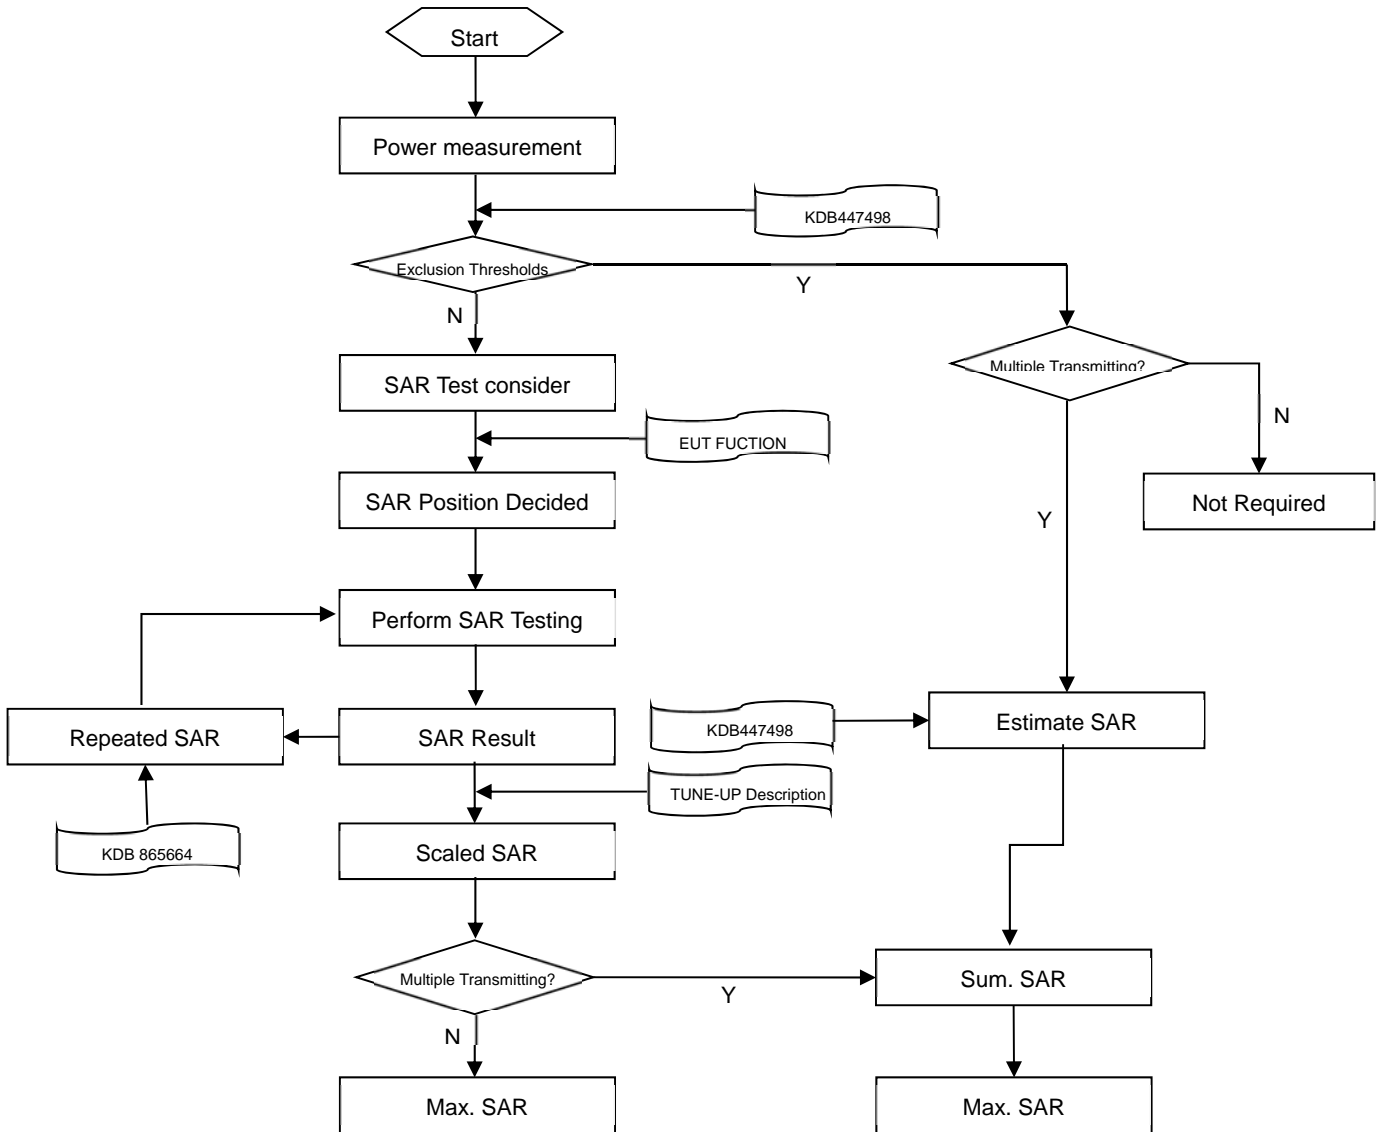 Start
Power measurement
KDB447498
Exclusion Thresholds
Y
N
Multiple Transmitting?
SAR Test consider
N
EUT FUCTION
SAR Position Decided
Not Required
Y
Perform SAR Testing
Repeated SAR
SAR Result
KDB447498
Estimate SAR
TUNE-UP Description
KDB 865664
Scaled SAR
Multiple Transmitting?
Y
Sum. SAR
N
Max. SAR
Max. SAR